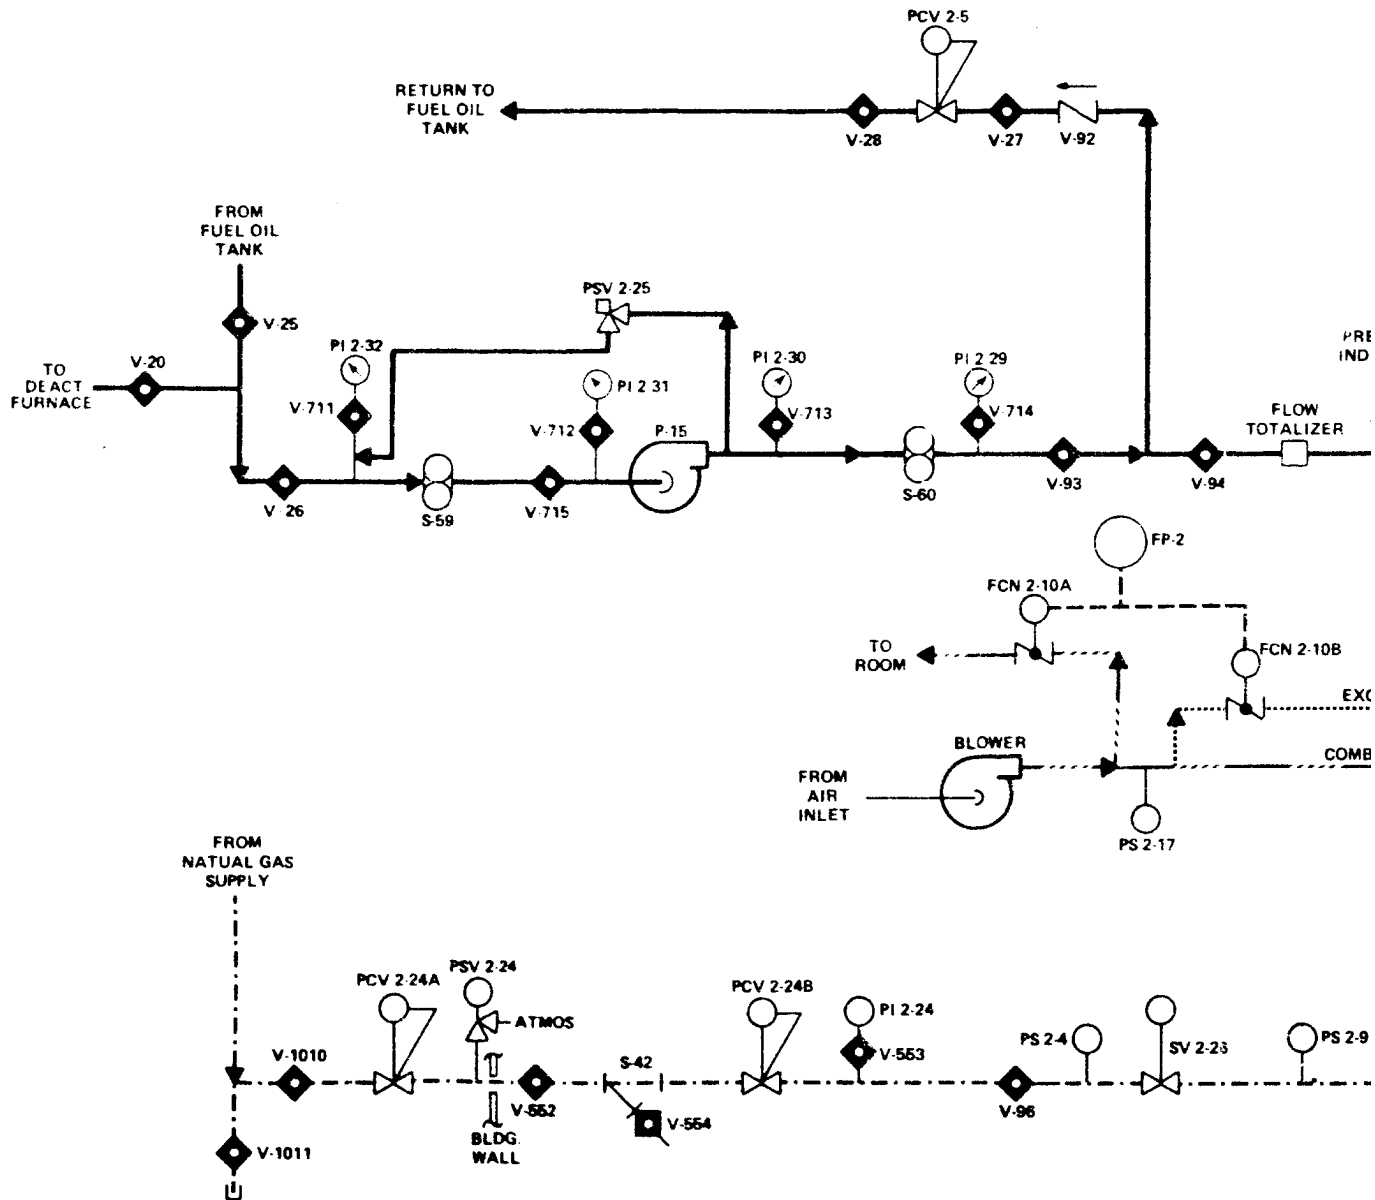 PCV 2-5
RETURN TO
FUEL OIL
TANK
V-28
V-27
V-92
FROM
FUEL OIL
TANK
PSV 2-25
V-25
PI 2-32
V-20
TO
DEACT
FURNACE
PI 2-31
PI 2-30
PI 2-29
PRE
IND
V-711
V-712
P-15
V-713
V-714
FLOW
TOTALIZER
V-26
S-59
V-715
S-60
V-93
V-94
FP-2
FCN 2-10A
TO
ROOM
FCN 2-10B
EXC
BLOWER
COMB
FROM
AIR
INLET
PS 2-17
FROM
NATUAL GAS
SUPPLY
PCV 2-24A
PSV 2-24
ATMOS
PCV 2-24B
PI 2-24
V-1010
S-42
V-553
PS 2-4
PS 2-9
V-552
V-554
V-96
BLDG.
WALL
V-1011